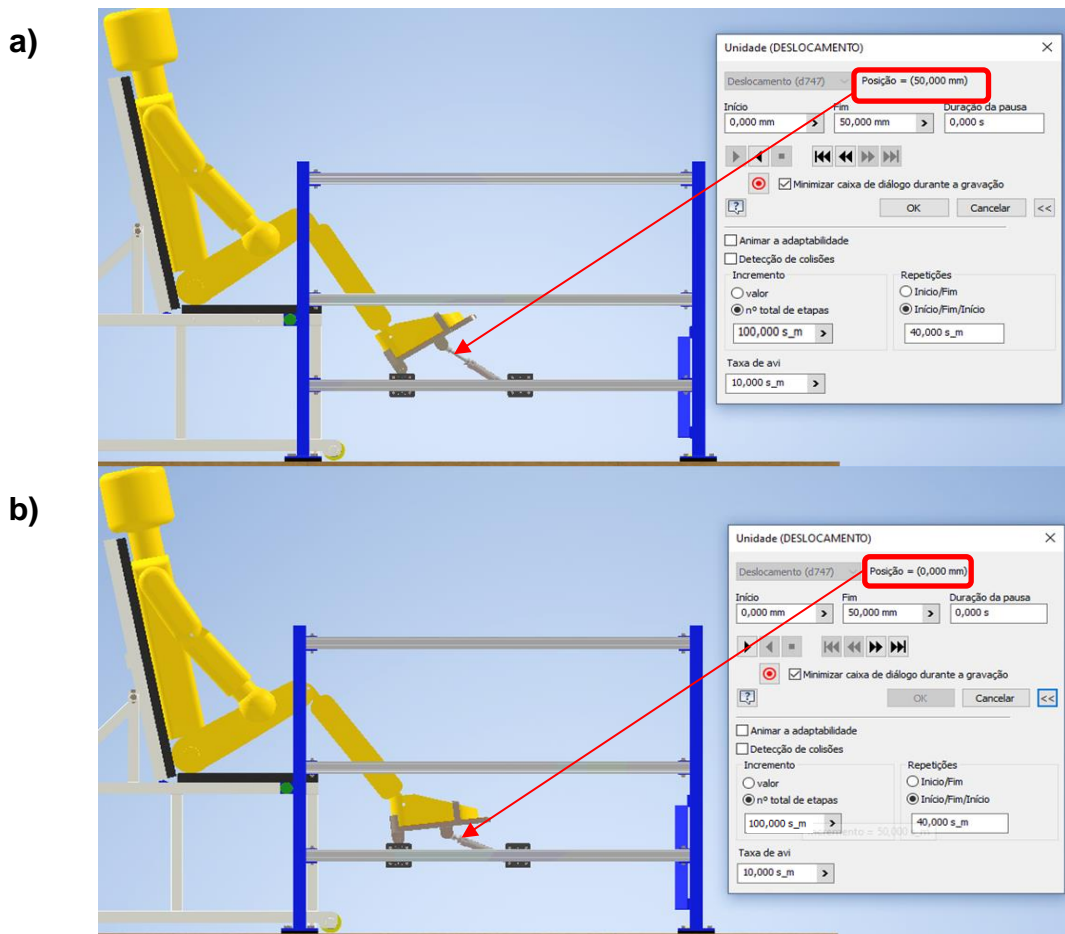 a)
Unidade (DESLOCAMENTO)
Deslocamento (d747) Posição = (50,000 mm)
Início Fim Duração da pausa
0,000 mm 50,000 mm 0,000 s
Minimizar caixa de diálogo durante a gravação
OK Cancelar <<
Animar a adaptabilidade
Detecção de colisões
Incremento Repetições
valor Início/Fim
nº total de etapas Início/Fim/Início
100,000 s_m 40,000 s_m
Taxa de avi
10,000 s_m
b)
Unidade (DESLOCAMENTO)
Deslocamento (d747) Posição = (0,000 mm)
Início Fim Duração da pausa
0,000 mm 50,000 mm 0,000 s
Minimizar caixa de diálogo durante a gravação
OK Cancelar <<
Animar a adaptabilidade
Detecção de colisões
Incremento Repetições
valor Início/Fim
nº total de etapas Início/Fim/Início
100,000 s_m 40,000 s_m
Taxa de avi
10,000 s_m